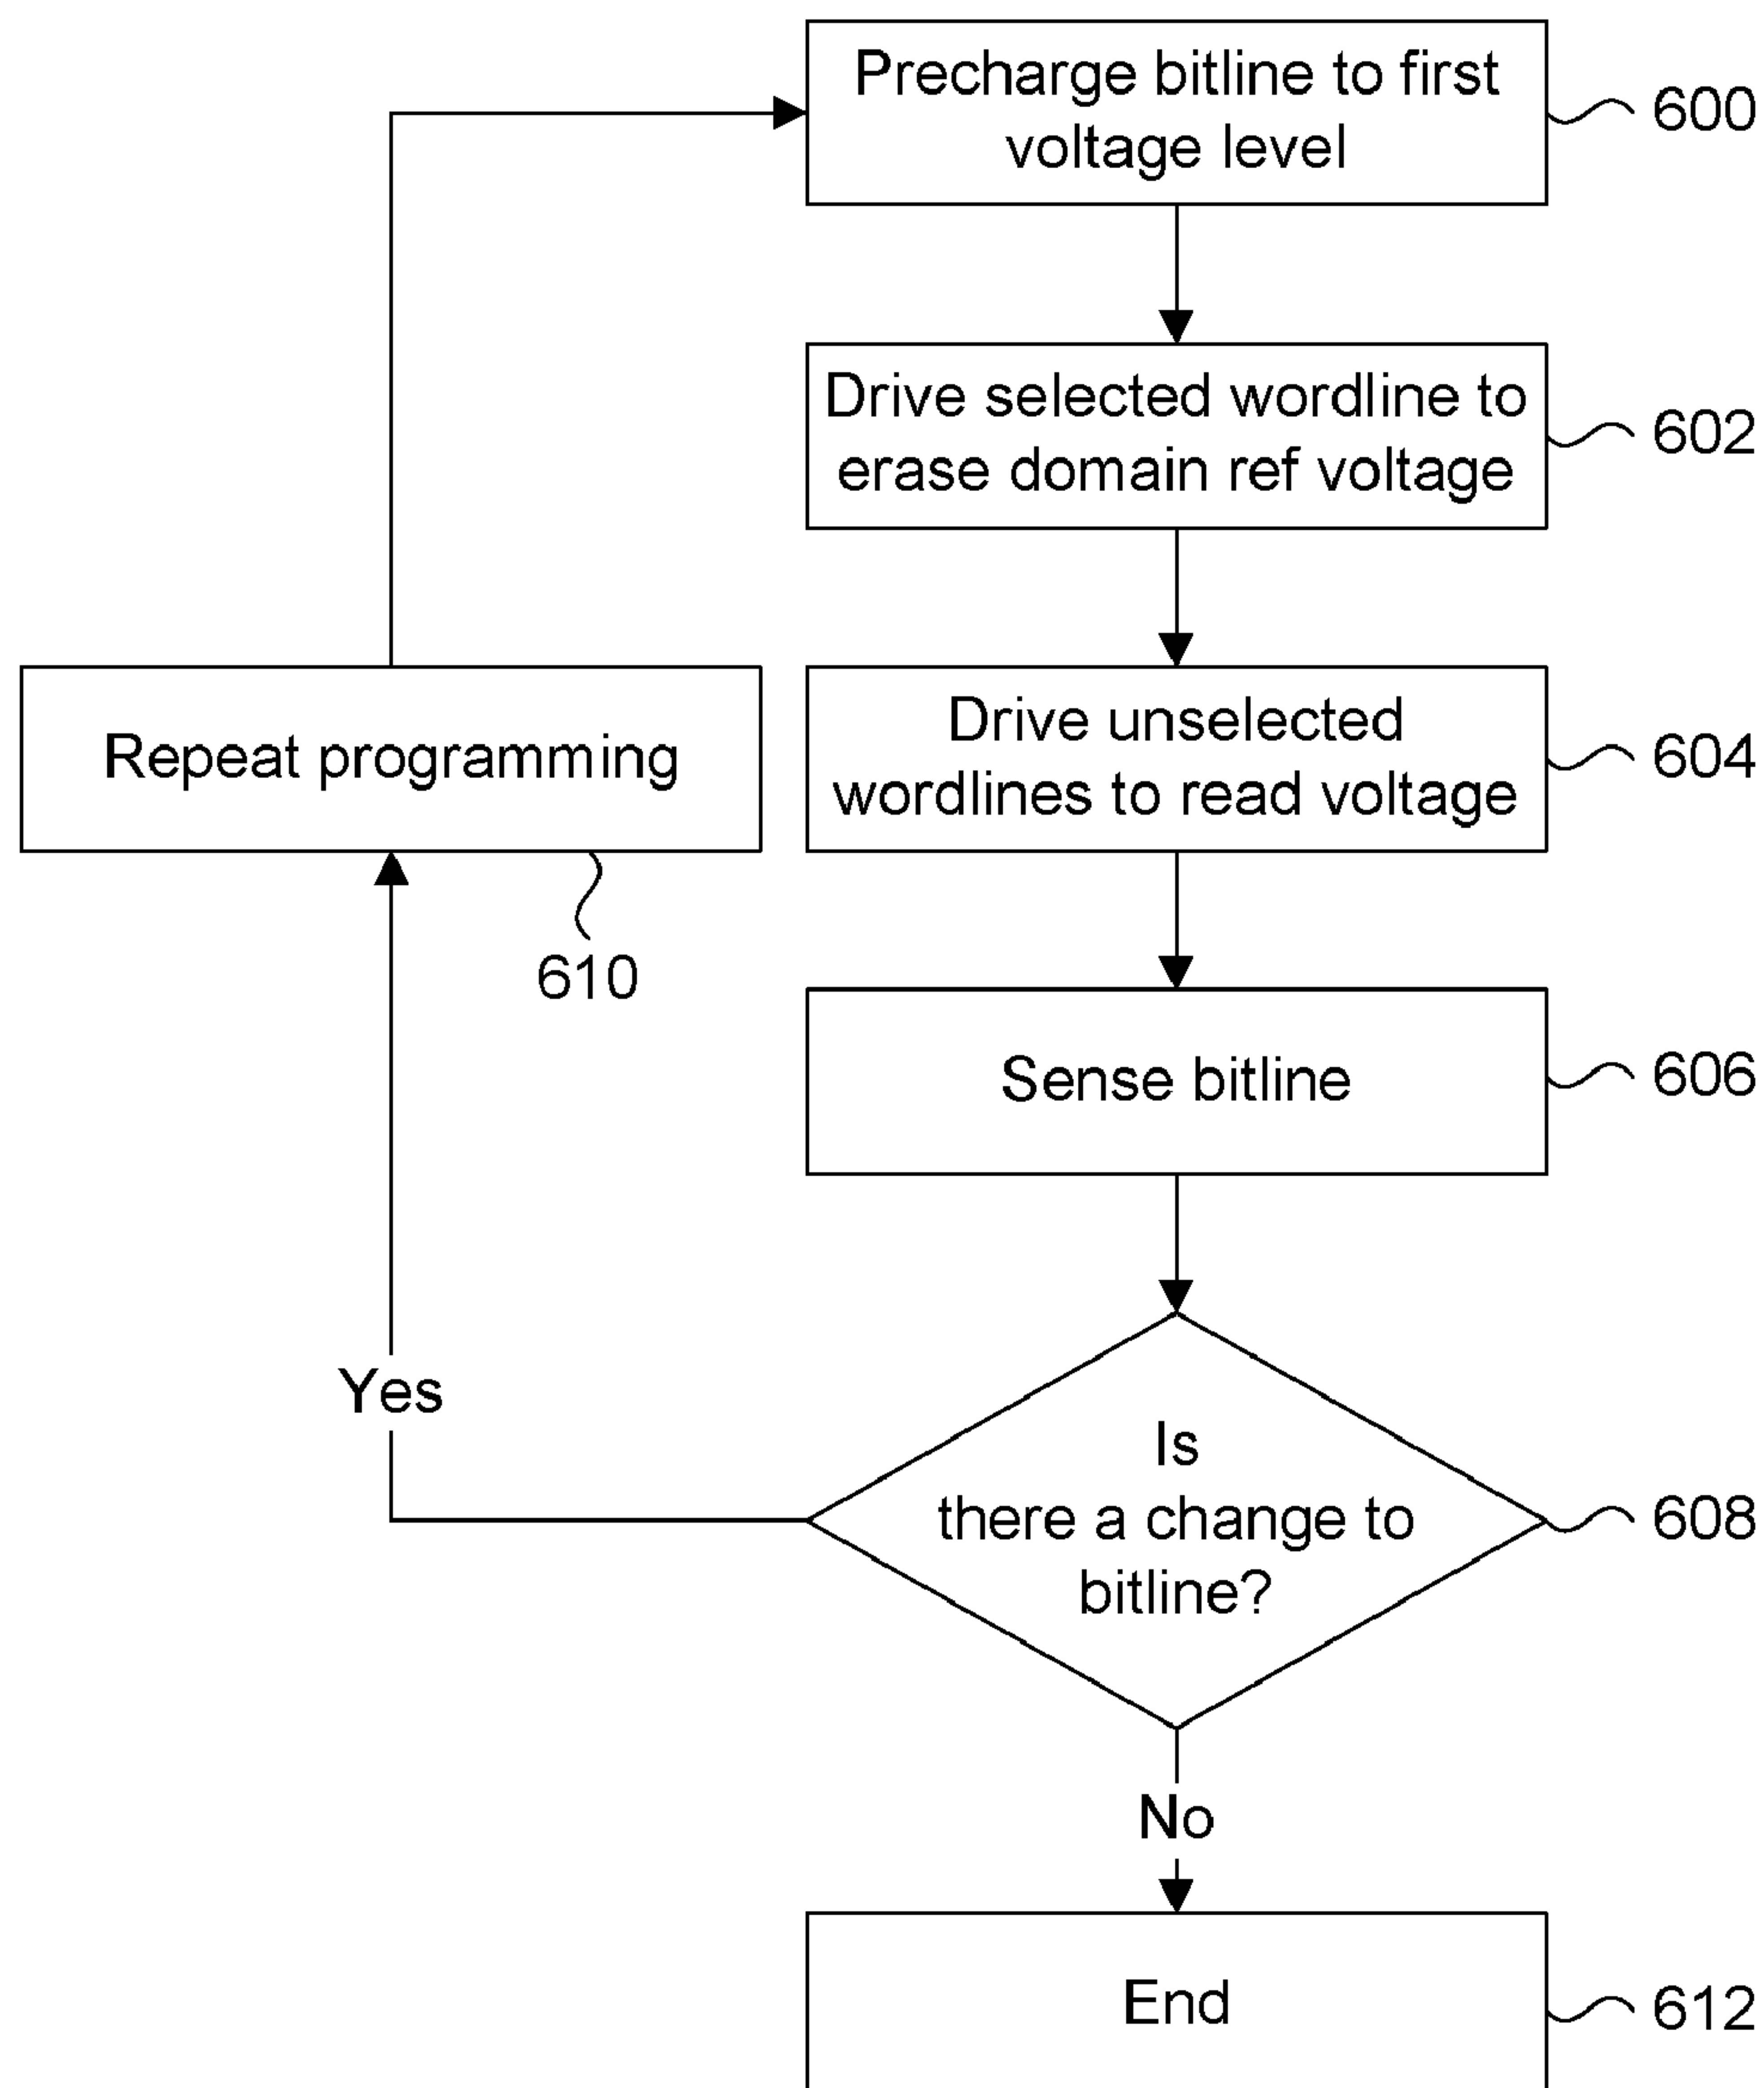 Precharge bitline to first
voltage level
600
Drive selected wordline to
erase domain ref voltage
602
Drive unselected
wordlines to read voltage
604
Repeat programming
610
Sense bitline
606
Is
there a change to
bitline?
608
Yes
No
End
612